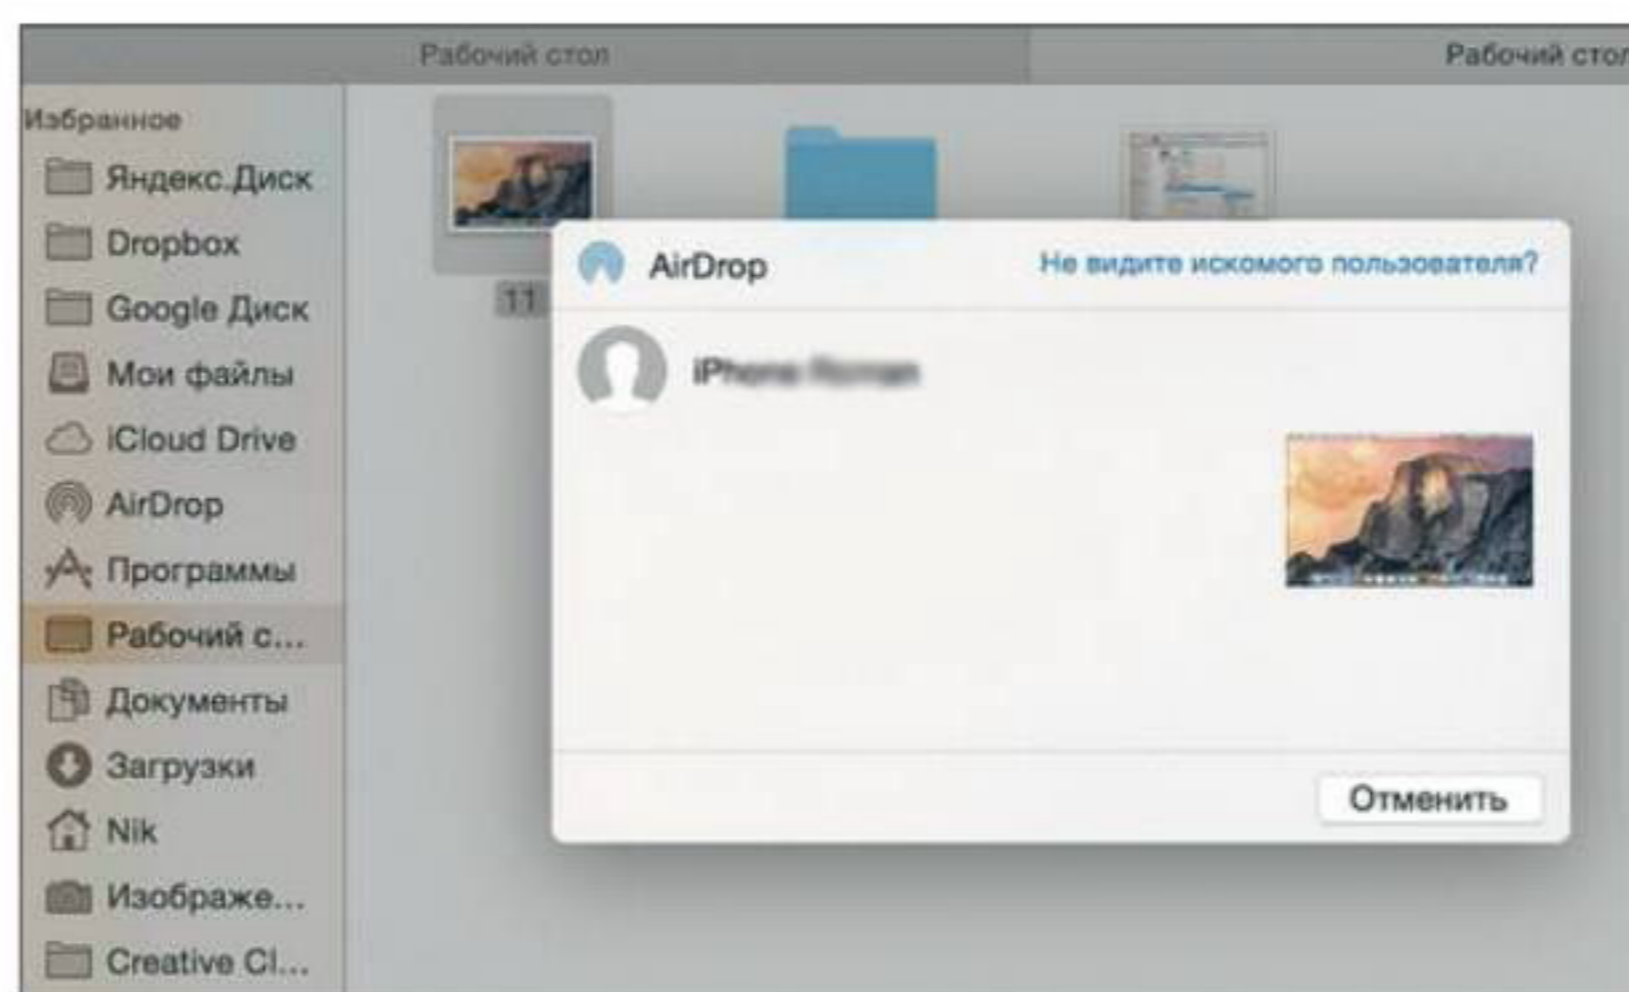 Рабочий стол
Рабочий стол
Избранное
Яндекс.Диск
Dropbox
Google Диск
Мои файлы
iCloud Drive
AirDrop
Программы
Рабочий с...
Документы
Загрузки
Nik
Изображе...
Creative Cl...
11
AirDrop
Не видите искомого пользователя?
iPhone
Отменить